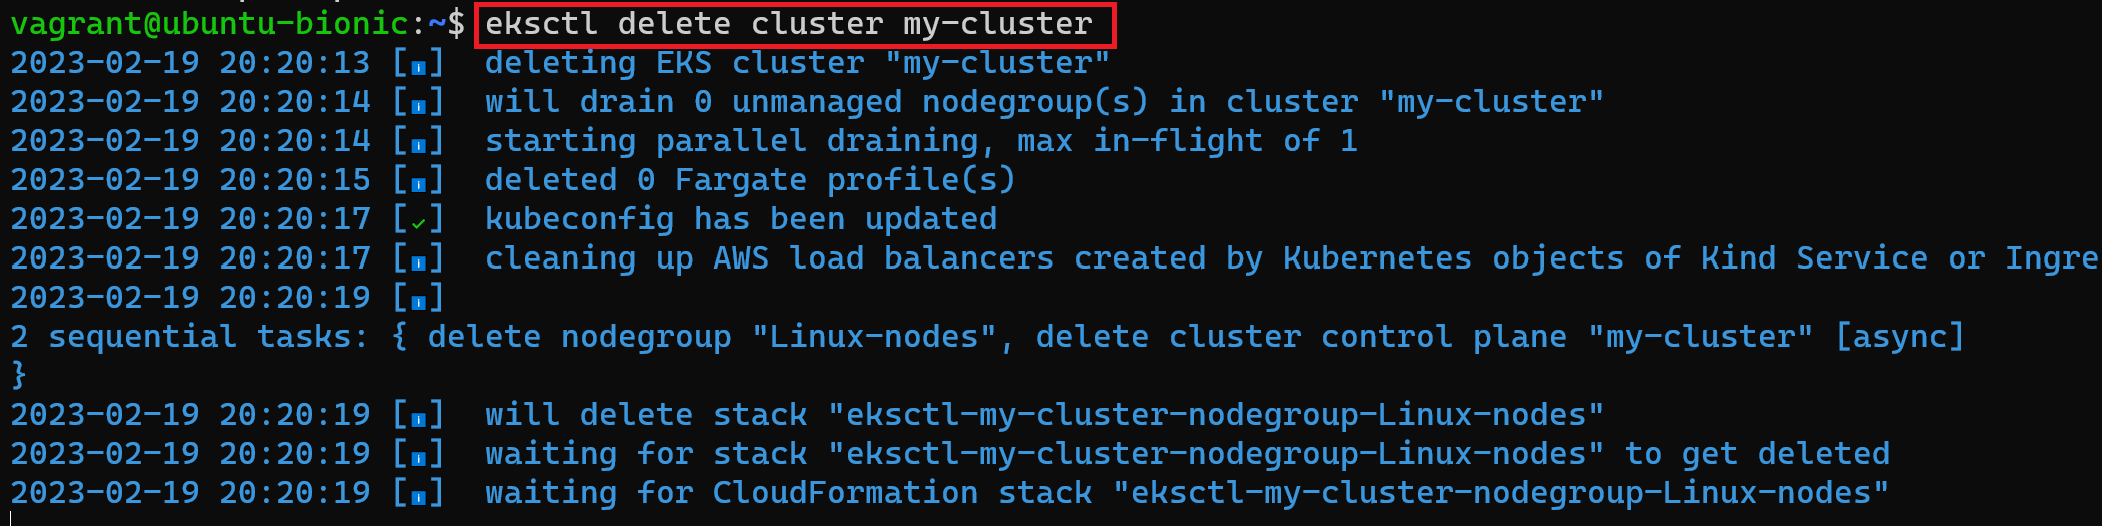 vagrant@ubuntu-bionic:~$ eksctl delete cluster my-cluster
2023-02-19 20:20:13 [ℹ]  deleting EKS cluster "my-cluster"
2023-02-19 20:20:14 [ℹ]  will drain 0 unmanaged nodegroup(s) in cluster "my-cluster"
2023-02-19 20:20:14 [ℹ]  starting parallel draining, max in-flight of 1
2023-02-19 20:20:15 [ℹ]  deleted 0 Fargate profile(s)
2023-02-19 20:20:17 [✓]  kubeconfig has been updated
2023-02-19 20:20:17 [ℹ]  cleaning up AWS load balancers created by Kubernetes objects of Kind Service or Ingre
2023-02-19 20:20:19 [ℹ]
2 sequential tasks: { delete nodegroup "Linux-nodes", delete cluster control plane "my-cluster" [async]
}
2023-02-19 20:20:19 [ℹ]  will delete stack "eksctl-my-cluster-nodegroup-Linux-nodes"
2023-02-19 20:20:19 [ℹ]  waiting for stack "eksctl-my-cluster-nodegroup-Linux-nodes" to get deleted
2023-02-19 20:20:19 [ℹ]  waiting for CloudFormation stack "eksctl-my-cluster-nodegroup-Linux-nodes"